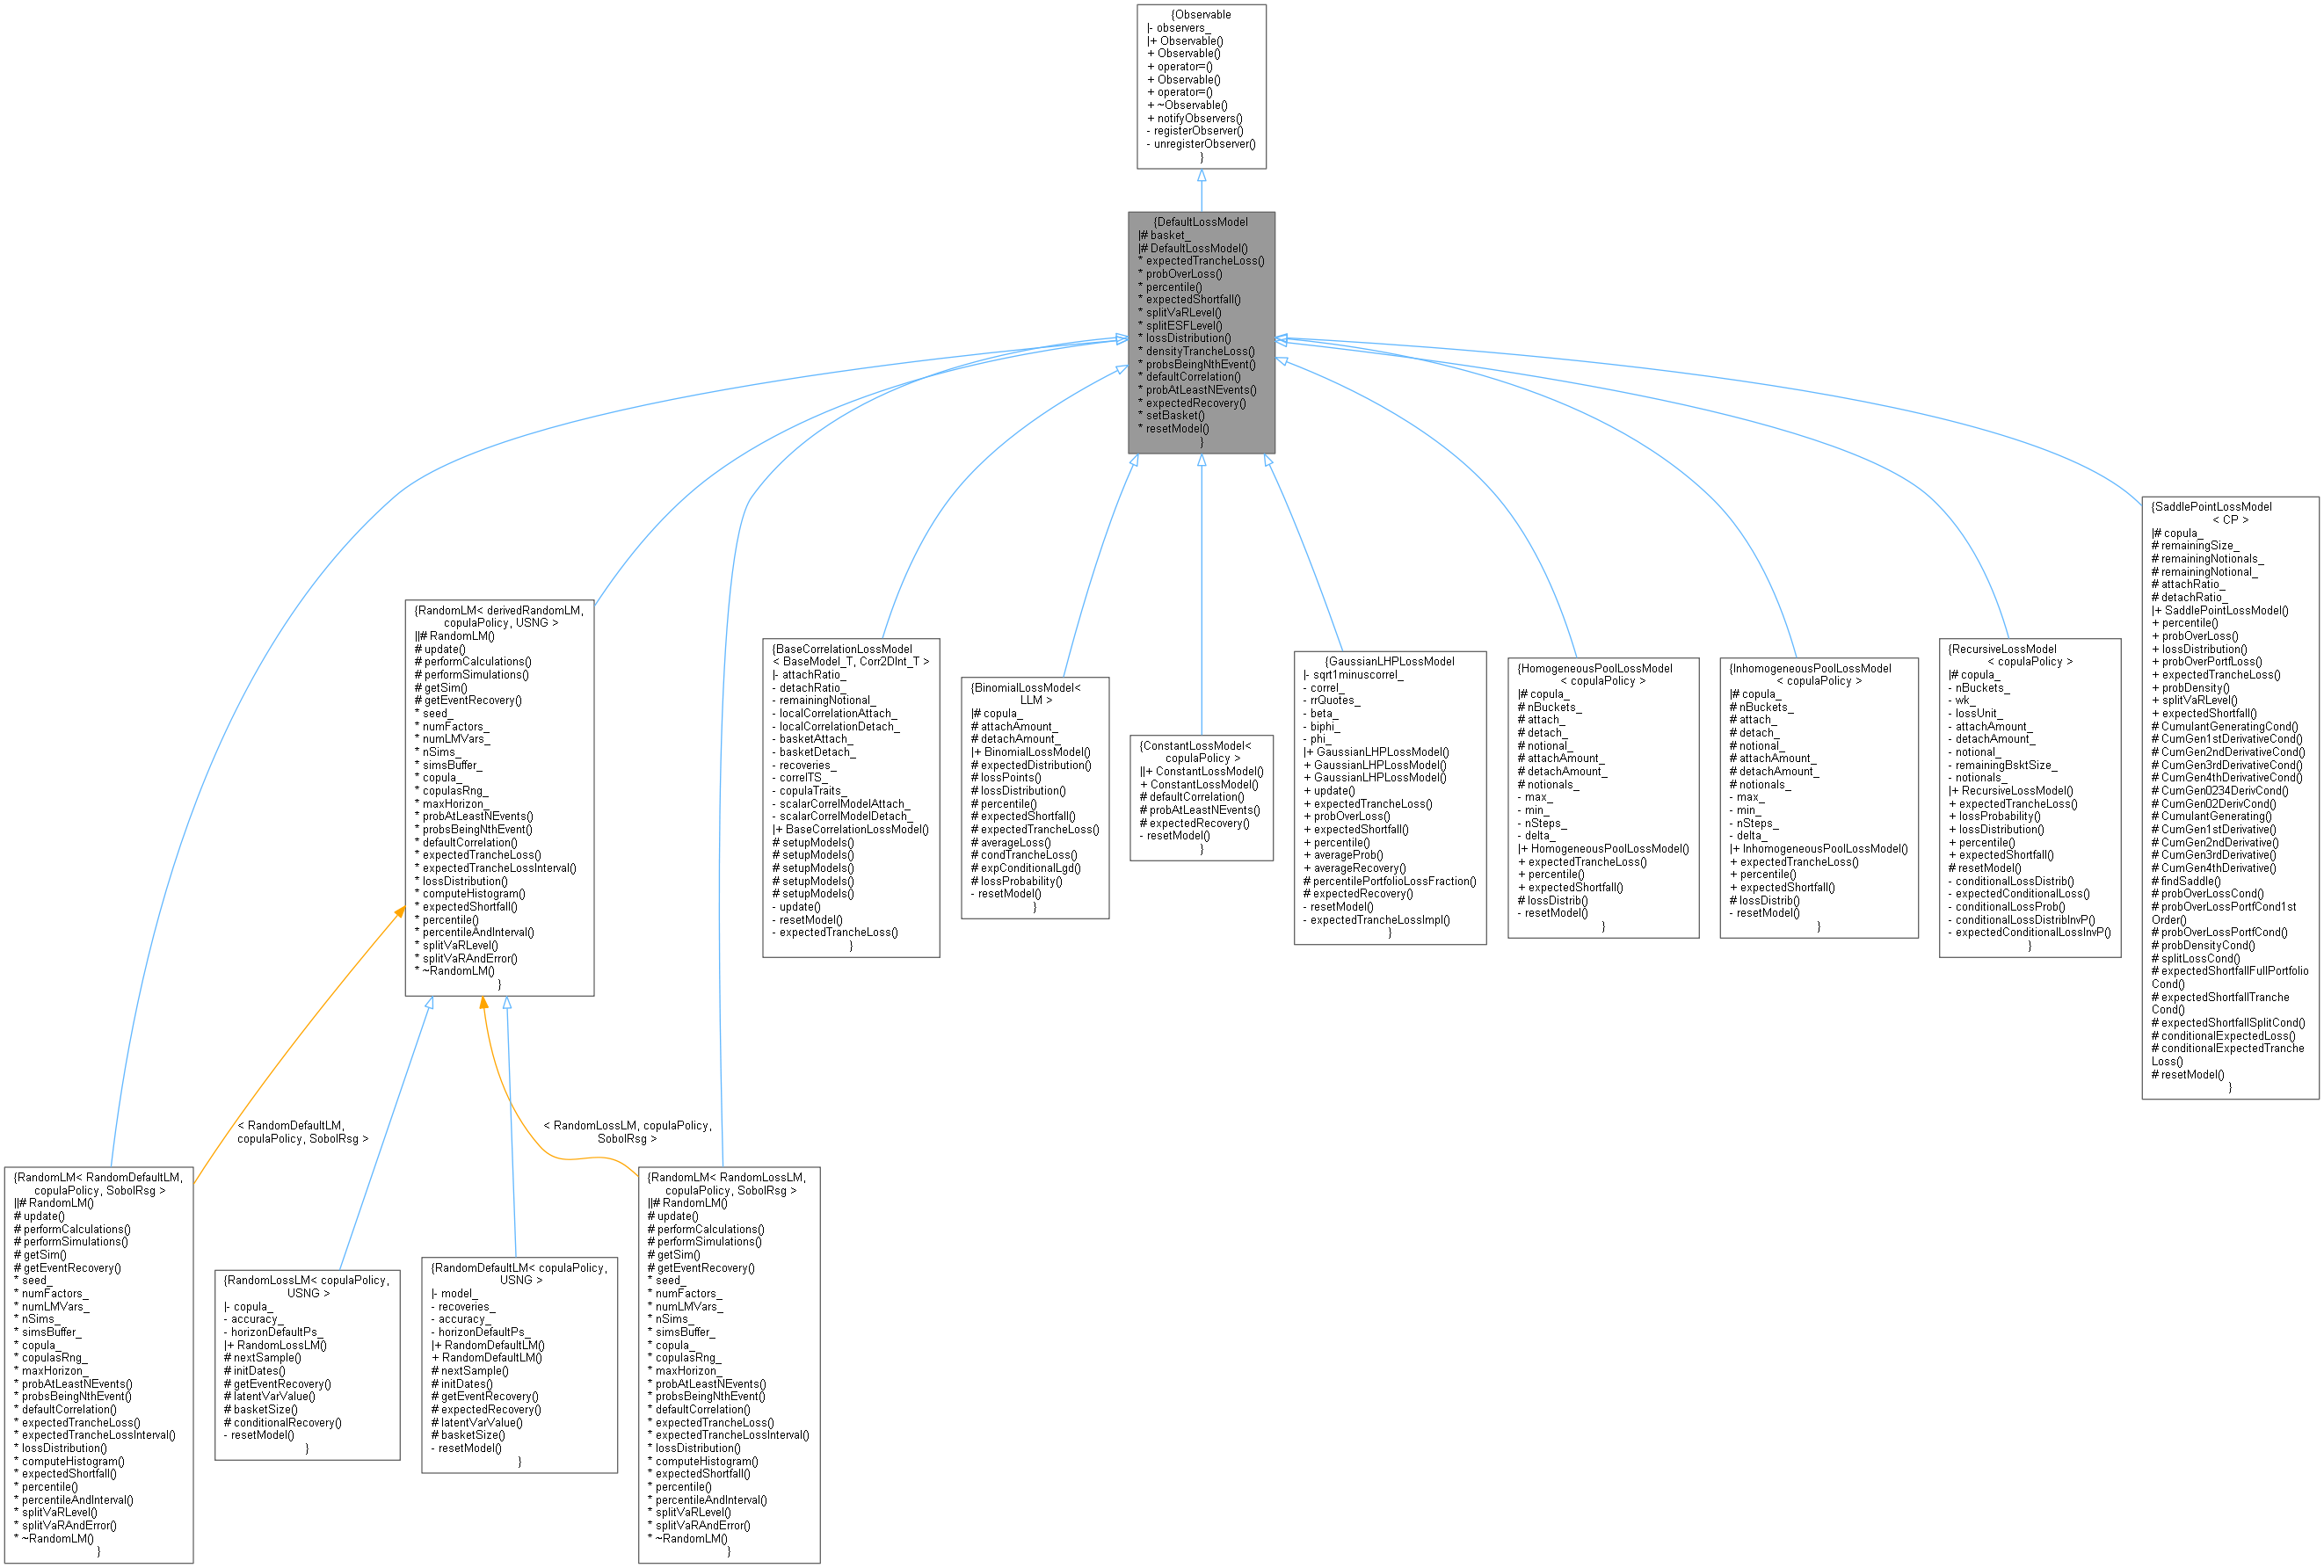 {Observable
|- observers_
|+ Observable()
+ Observable()
+ operator=()
+ Observable()
+ operator=()
+ ~Observable()
+ notifyObservers()
- registerObserver()
- unregisterObserver()
}
{DefaultLossModel
|# basket_
|# DefaultLossModel()
* expectedTrancheLoss()
* probOverLoss()
* percentile()
* expectedShortfall()
* splitVaRLevel()
* splitESFLevel()
* lossDistribution()
* densityTrancheLoss()
* probsBeingNthEvent()
* defaultCorrelation()
* probAtLeastNEvents()
* expectedRecovery()
* setBasket()
* resetModel()
}
{RandomLM< derivedRandomLM,
copulaPolicy, USNG >
||# RandomLM()
# update()
# performCalculations()
# performSimulations()
# getSim()
# getEventRecovery()
* seed_
* numFactors_
* numLMVars_
* nSims_
* simsBuffer_
* copula_
* copulasRng_
* maxHorizon_
* probAtLeastNEvents()
* probsBeingNthEvent()
* defaultCorrelation()
* expectedTrancheLoss()
* expectedTrancheLossInterval()
* lossDistribution()
* computeHistogram()
* expectedShortfall()
* percentile()
* percentileAndInterval()
* splitVaRLevel()
* splitVaRAndError()
* ~RandomLM()
}
{BaseCorrelationLossModel
< BaseModel_T, Corr2DInt_T >
|- attachRatio_
- detachRatio_
- remainingNotional_
- localCorrelationAttach_
- localCorrelationDetach_
- basketAttach_
- basketDetach_
- recoveries_
- correlTS_
- copulaTraits_
- scalarCorrelModelAttach_
- scalarCorrelModelDetach_
|+ BaseCorrelationLossModel()
# setupModels()
# setupModels()
# setupModels()
# setupModels()
# setupModels()
- update()
- resetModel()
- expectedTrancheLoss()
}
{BinomialLossModel<
LLM >
|# copula_
# attachAmount_
# detachAmount_
|+ BinomialLossModel()
# expectedDistribution()
# lossPoints()
# lossDistribution()
# percentile()
# expectedShortfall()
# expectedTrancheLoss()
# averageLoss()
# condTrancheLoss()
# expConditionalLgd()
# lossProbability()
- resetModel()
}
{ConstantLossModel<
copulaPolicy >
||+ ConstantLossModel()
+ ConstantLossModel()
# defaultCorrelation()
# probAtLeastNEvents()
# expectedRecovery()
- resetModel()
}
{GaussianLHPLossModel
|- sqrt1minuscorrel_
- correl_
- rrQuotes_
- beta_
- biphi_
- phi_
|+ GaussianLHPLossModel()
+ GaussianLHPLossModel()
+ GaussianLHPLossModel()
+ update()
+ expectedTrancheLoss()
+ probOverLoss()
+ expectedShortfall()
+ percentile()
+ averageProb()
+ averageRecovery()
# percentilePortfolioLossFraction()
# expectedRecovery()
- resetModel()
- expectedTrancheLossImpl()
}
{HomogeneousPoolLossModel
< copulaPolicy >
|# copula_
# nBuckets_
# attach_
# detach_
# notional_
# attachAmount_
# detachAmount_
# notionals_
- max_
- min_
- nSteps_
- delta_
|+ HomogeneousPoolLossModel()
+ expectedTrancheLoss()
+ percentile()
+ expectedShortfall()
# lossDistrib()
- resetModel()
}
{InhomogeneousPoolLossModel
< copulaPolicy >
|# copula_
# nBuckets_
# attach_
# detach_
# notional_
# attachAmount_
# detachAmount_
# notionals_
- max_
- min_
- nSteps_
- delta_
|+ InhomogeneousPoolLossModel()
+ expectedTrancheLoss()
+ percentile()
+ expectedShortfall()
# lossDistrib()
- resetModel()
}
{RecursiveLossModel
< copulaPolicy >
|# copula_
- nBuckets_
- wk_
- lossUnit_
- attachAmount_
- detachAmount_
- notional_
- remainingBsktSize_
- notionals_
|+ RecursiveLossModel()
+ expectedTrancheLoss()
+ lossProbability()
+ lossDistribution()
+ percentile()
+ expectedShortfall()
# resetModel()
- conditionalLossDistrib()
- expectedConditionalLoss()
- conditionalLossProb()
- conditionalLossDistribInvP()
- expectedConditionalLossInvP()
}
{SaddlePointLossModel
< CP >
|# copula_
# remainingSize_
# remainingNotionals_
# remainingNotional_
# attachRatio_
# detachRatio_
|+ SaddlePointLossModel()
+ percentile()
+ probOverLoss()
+ lossDistribution()
+ probOverPortfLoss()
+ expectedTrancheLoss()
+ probDensity()
+ splitVaRLevel()
+ expectedShortfall()
# CumulantGeneratingCond()
# CumGen1stDerivativeCond()
# CumGen2ndDerivativeCond()
# CumGen3rdDerivativeCond()
# CumGen4thDerivativeCond()
# CumGen0234DerivCond()
# CumGen02DerivCond()
# CumulantGenerating()
# CumGen1stDerivative()
# CumGen2ndDerivative()
# CumGen3rdDerivative()
# CumGen4thDerivative()
# findSaddle()
# probOverLossCond()
# probOverLossPortfCond1st
Order()
# probOverLossPortfCond()
# probDensityCond()
# splitLossCond()
# expectedShortfallFullPortfolio
Cond()
# expectedShortfallTranche
Cond()
# expectedShortfallSplitCond()
# conditionalExpectedLoss()
# conditionalExpectedTranche
Loss()
# resetModel()
}
< RandomDefaultLM,
copulaPolicy, SobolRsg >
< RandomLossLM, copulaPolicy,
SobolRsg >
{RandomLM< RandomDefaultLM,
copulaPolicy, SobolRsg >
||# RandomLM()
# update()
# performCalculations()
# performSimulations()
# getSim()
# getEventRecovery()
* seed_
* numFactors_
* numLMVars_
* nSims_
* simsBuffer_
* copula_
* copulasRng_
* maxHorizon_
* probAtLeastNEvents()
* probsBeingNthEvent()
* defaultCorrelation()
* expectedTrancheLoss()
* expectedTrancheLossInterval()
* lossDistribution()
* computeHistogram()
* expectedShortfall()
* percentile()
* percentileAndInterval()
* splitVaRLevel()
* splitVaRAndError()
* ~RandomLM()
}
{RandomLossLM< copulaPolicy,
USNG >
|- copula_
- accuracy_
- horizonDefaultPs_
|+ RandomLossLM()
# nextSample()
# initDates()
# getEventRecovery()
# latentVarValue()
# basketSize()
# conditionalRecovery()
- resetModel()
}
{RandomDefaultLM< copulaPolicy,
USNG >
|- model_
- recoveries_
- accuracy_
- horizonDefaultPs_
|+ RandomDefaultLM()
+ RandomDefaultLM()
# nextSample()
# initDates()
# getEventRecovery()
# expectedRecovery()
# latentVarValue()
# basketSize()
- resetModel()
}
{RandomLM< RandomLossLM,
copulaPolicy, SobolRsg >
||# RandomLM()
# update()
# performCalculations()
# performSimulations()
# getSim()
# getEventRecovery()
* seed_
* numFactors_
* numLMVars_
* nSims_
* simsBuffer_
* copula_
* copulasRng_
* maxHorizon_
* probAtLeastNEvents()
* probsBeingNthEvent()
* defaultCorrelation()
* expectedTrancheLoss()
* expectedTrancheLossInterval()
* lossDistribution()
* computeHistogram()
* expectedShortfall()
* percentile()
* percentileAndInterval()
* splitVaRLevel()
* splitVaRAndError()
* ~RandomLM()
}